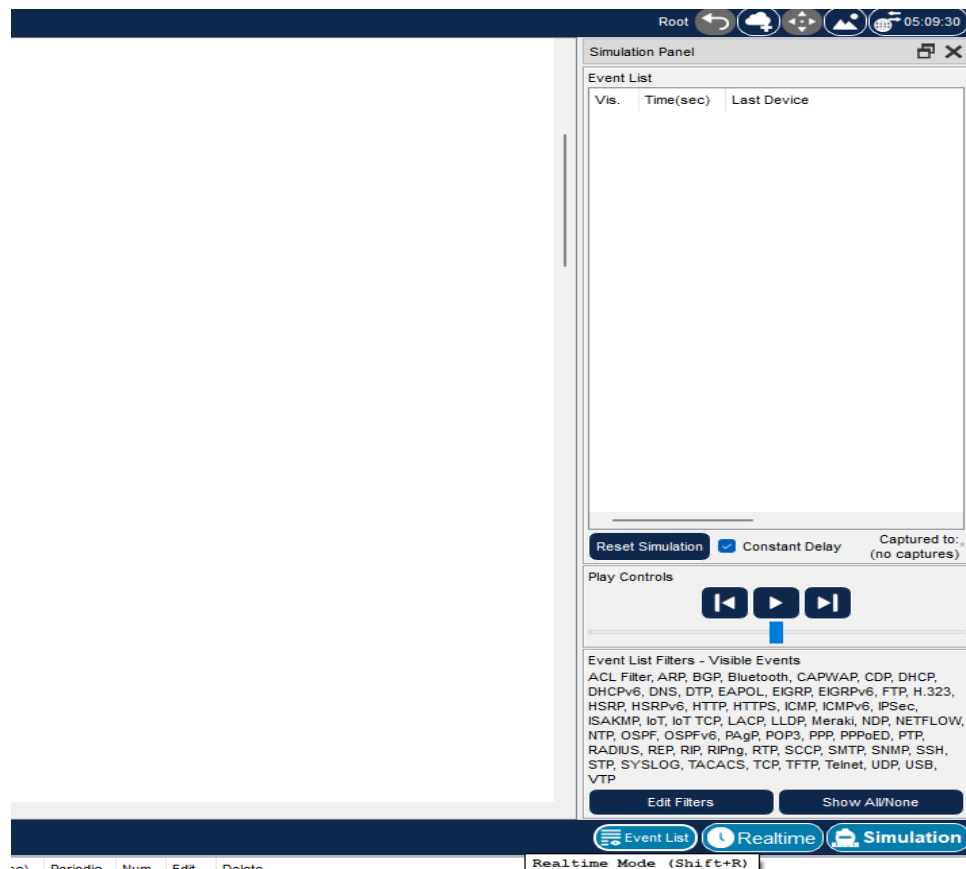 Root 05:09:30
Simulation Panel
Event List
Vis. Time(sec) Last Device
Reset Simulation Constant Delay Captured to:
(no captures)
Play Controls
Event List Filters - Visible Events
ACL Filter, ARP, BGP, Bluetooth, CAPWAP, CDP, DHCP,
DHCPv6, DNS, DTP, EAPOL, EIGRP, EIGRPv6, FTP, H.323,
HSRP, HSRPv6, HTTP, HTTPS, ICMP, ICMPv6, IPSec,
ISAKMP, IoT, IoT TCP, LACP, LLDP, Meraki, NDP, NETFLOW,
NTP, OSPF, OSPFv6, PAgP, POP3, PPP, PPPoED, PTP,
RADIUS, REP, RIP, RIPng, RTP, SCCP, SMTP, SNMP, SSH,
STP, SYSLOG, TACACS, TCP, TFTP, Telnet, UDP, USB,
VTP
Edit Filters Show All/None
Event List Realtime Simulation
Periodic Num Edit Delete
Realtime Mode (Shift+R)